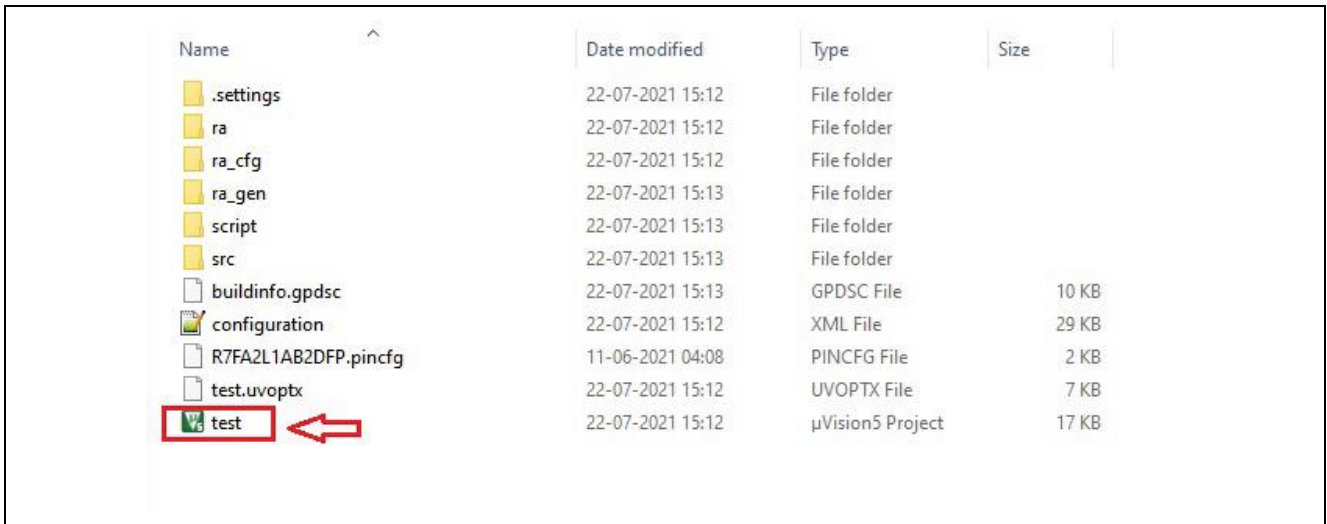 Name Date modified Type Size
.settings 22-07-2021 15:12 File folder
ra 22-07-2021 15:12 File folder
ra_cfg 22-07-2021 15:12 File folder
ra_gen 22-07-2021 15:13 File folder
script 22-07-2021 15:13 File folder
src 22-07-2021 15:13 File folder
buildinfo.gpdsc 22-07-2021 15:13 GPDSC File 10 KB
configuration 22-07-2021 15:12 XML File 29 KB
R7FA2L1AB2DFP.pincfg 11-06-2021 04:08 PINCFG File 2 KB
test.uvoptx 22-07-2021 15:12 UVOPTX File 7 KB
test 22-07-2021 15:12 µVision5 Project 17 KB